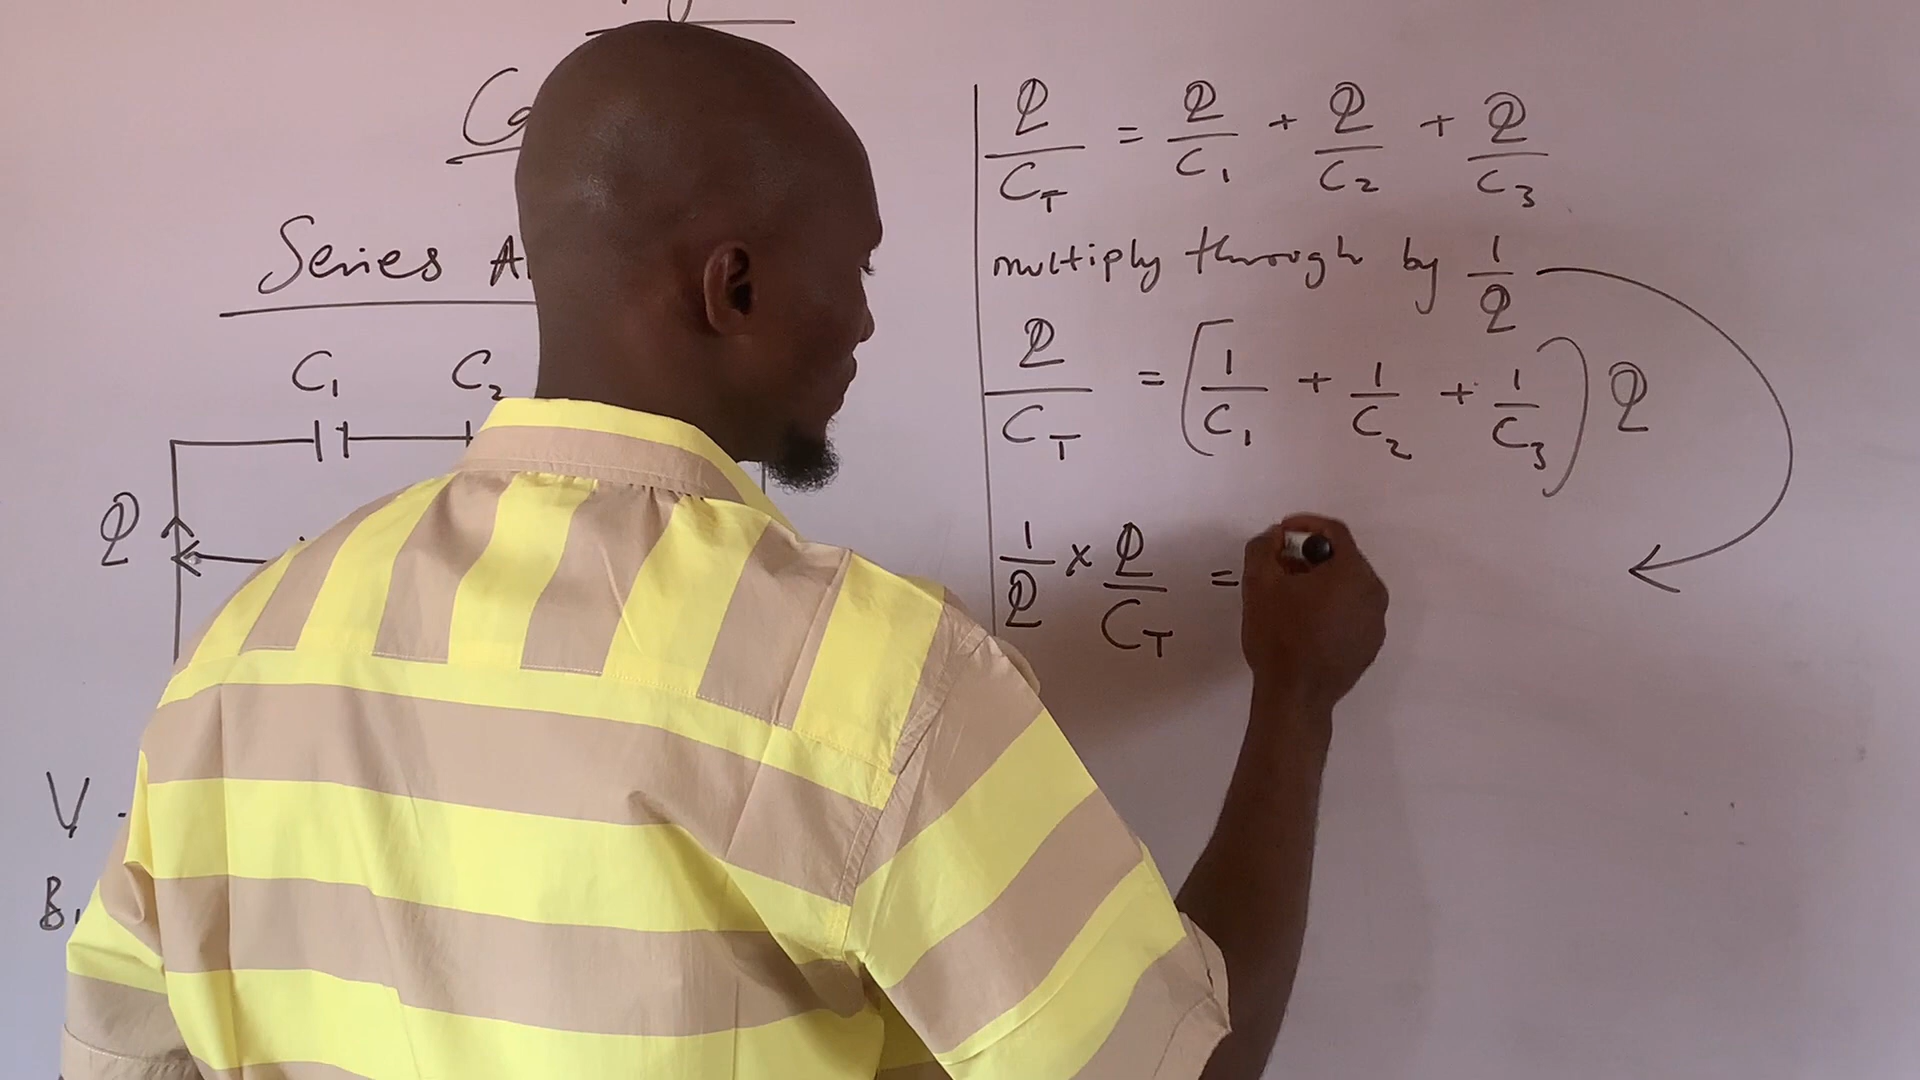 Series
C₁ C₂
Q
V
B
Q/C_T = Q/C₁ + Q/C₂ + Q/C₃
multiply through by 1/Q
Q/C_T = (1/C₁ + 1/C₂ + 1/C₃) Q
1/Q × Q/C_T =